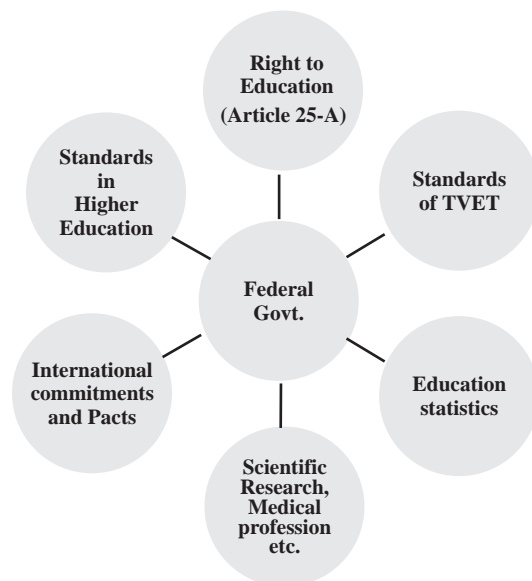 Right to
Education
(Article 25-A)
Standards
in
Higher
Education
Standards
of TVET
Federal
Govt.
International
commitments
and Pacts
Education
statistics
Scientific
Research,
Medical
profession
etc.